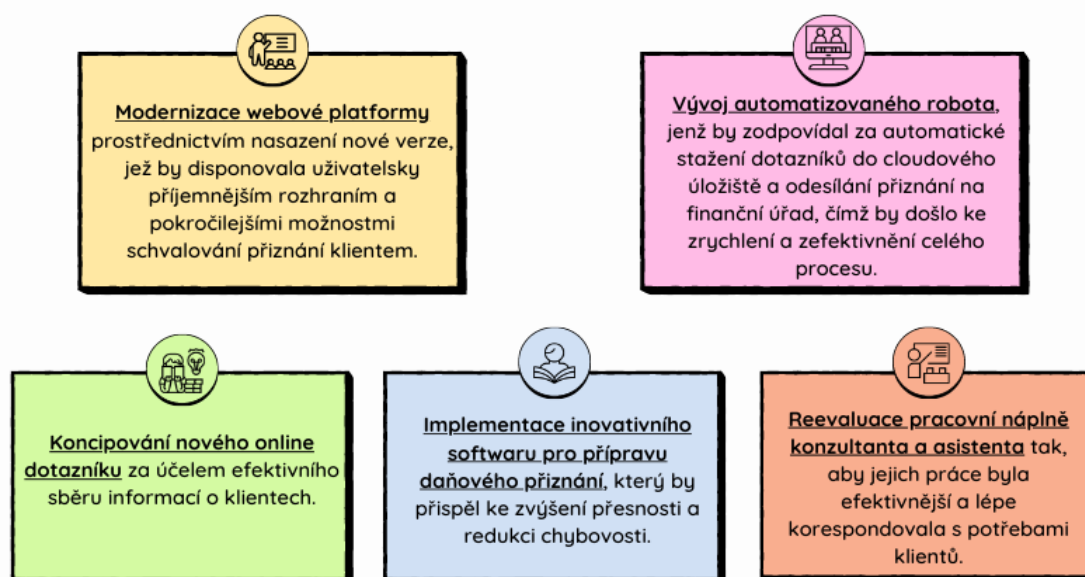 Modernizace webové platformy
prostřednictvím nasazení nové verze,
jež by disponovala uživatelsky
příjemnějším rozhraním a
pokročilejšími možnostmi
schvalování přiznání klientem.
Vývoj automatizovaného robota,
jenž by zodpovídal za automatické
stažení dotazníků do cloudového
úložiště a odesílání přiznání na
finanční úřad, čímž by došlo ke
zrychlení a zefektivnění celého
procesu.
Koncipování nového online
dotazníku za účelem efektivního
sběru informací o klientech.
Implementace inovativního
softwaru pro přípravu
daňového přiznání, který by
přispěl ke zvýšení přesnosti a
redukci chybovosti.
Reevaluace pracovní náplně
konzultanta a asistenta tak,
aby jejich práce byla
efektivnější a lépe
korespondovala s potřebami
klientů.